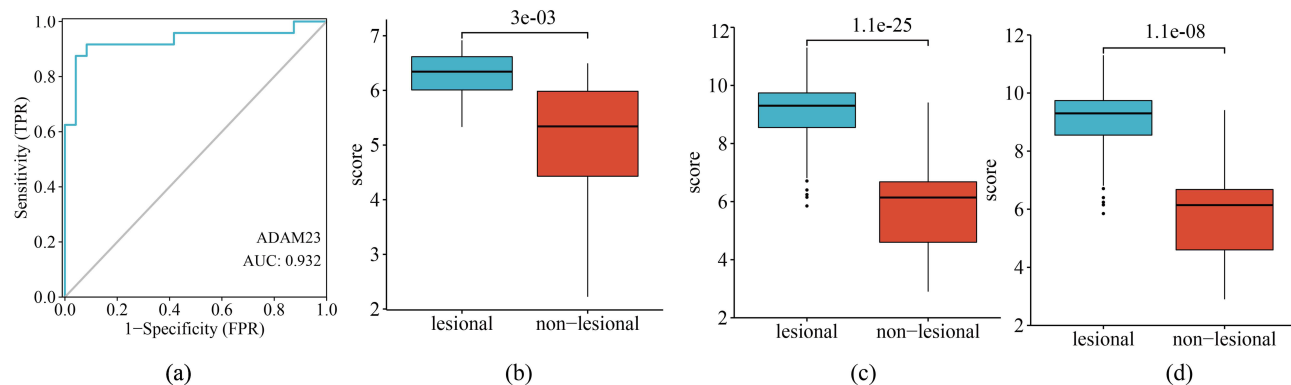 1.0
0.8
0.6
0.4
0.2
0.0
Sensitivity (TPR)
ADAM23
AUC: 0.932
0.0 0.2 0.4 0.6 0.8 1.0
1−Specificity (FPR)
(a)
3e-03
7
6
5
4
3
2
score
lesional non−lesional
(b)
1.1e-25
12
10
8
6
4
2
score
lesional non−lesional
(c)
1.1e-08
12
10
8
6
4
2
score
lesional non−lesional
(d)